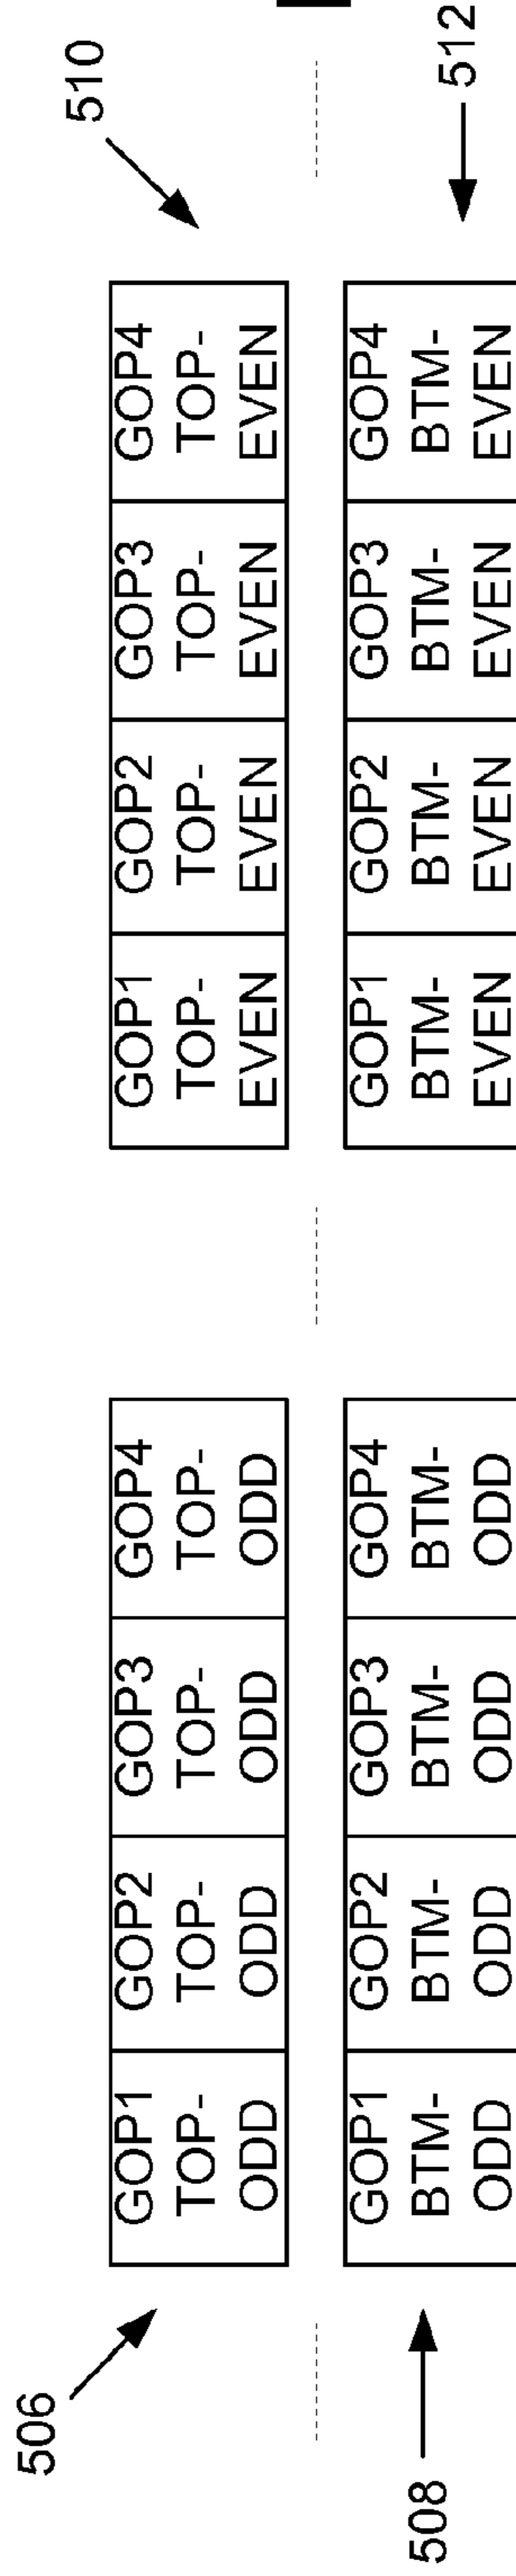 506
GOP1 TOP-ODD
GOP2 TOP-ODD
GOP3 TOP-ODD
GOP4 TOP-ODD
GOP1 TOP-EVEN
GOP2 TOP-EVEN
GOP3 TOP-EVEN
GOP4 TOP-EVEN
510
508
GOP1 BTM-ODD
GOP2 BTM-ODD
GOP3 BTM-ODD
GOP4 BTM-ODD
GOP1 BTM-EVEN
GOP2 BTM-EVEN
GOP3 BTM-EVEN
GOP4 BTM-EVEN
512